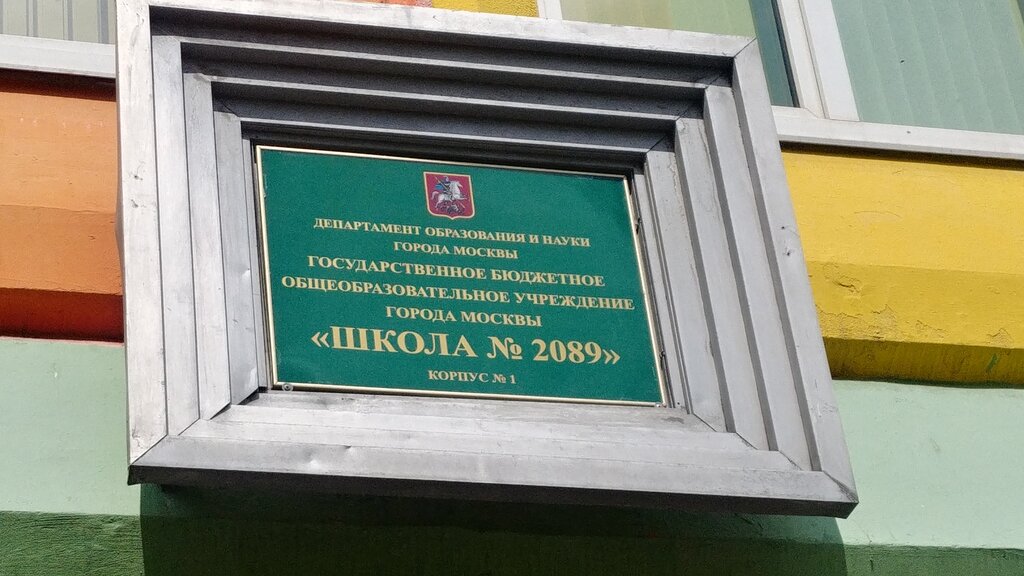 ДЕПАРТАМЕНТ ОБРАЗОВАНИЯ И НАУКИ
ГОРОДА МОСКВЫ
ГОСУДАРСТВЕННОЕ БЮДЖЕТНОЕ
ОБЩЕОБРАЗОВАТЕЛЬНОЕ УЧРЕЖДЕНИЕ
ГОРОДА МОСКВЫ
«ШКОЛА № 2089»
КОРПУС № 1